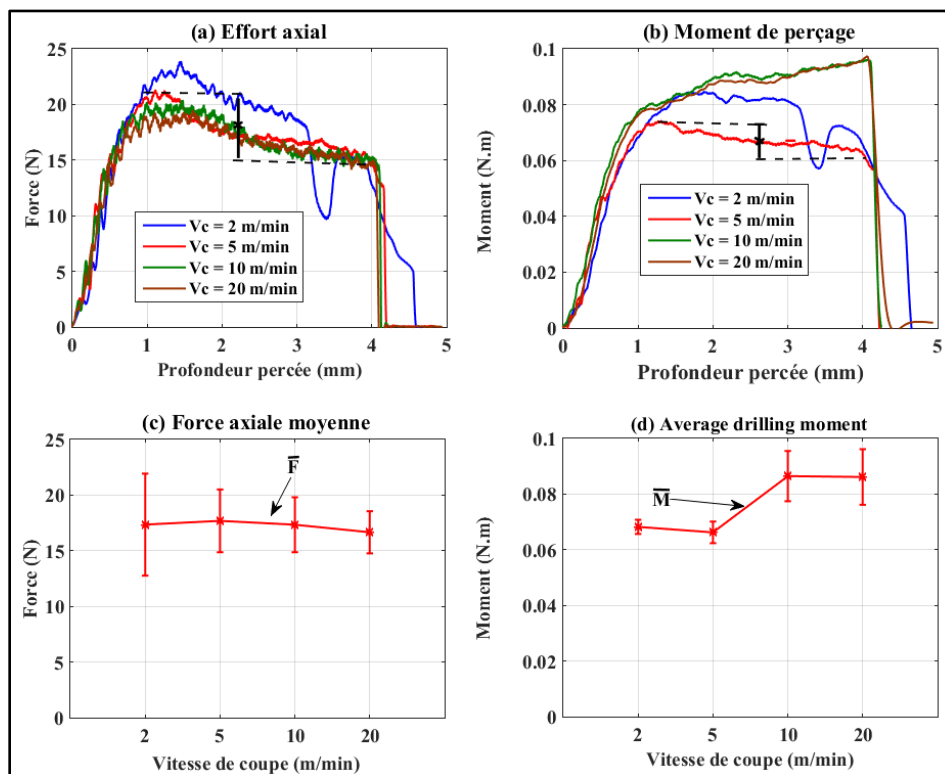 (a) Effort axial
25
20
15
10
5
0
Force (N)
Vc = 2 m/min
Vc = 5 m/min
Vc = 10 m/min
Vc = 20 m/min
0 1 2 3 4 5
Profondeur percée (mm)
(b) Moment de perçage
0.1
0.08
0.06
0.04
0.02
0
Moment (N.m)
Vc = 2 m/min
Vc = 5 m/min
Vc = 10 m/min
Vc = 20 m/min
0 1 2 3 4 5
Profondeur percée (mm)
(c) Force axiale moyenne
25
20
15
10
5
0
Force (N)
F̅
2 5 10 20
Vitesse de coupe (m/min)
(d) Average drilling moment
0.1
0.08
0.06
0.04
0.02
0
Moment (N.m)
M̅
2 5 10 20
Vitesse de coupe (m/min)